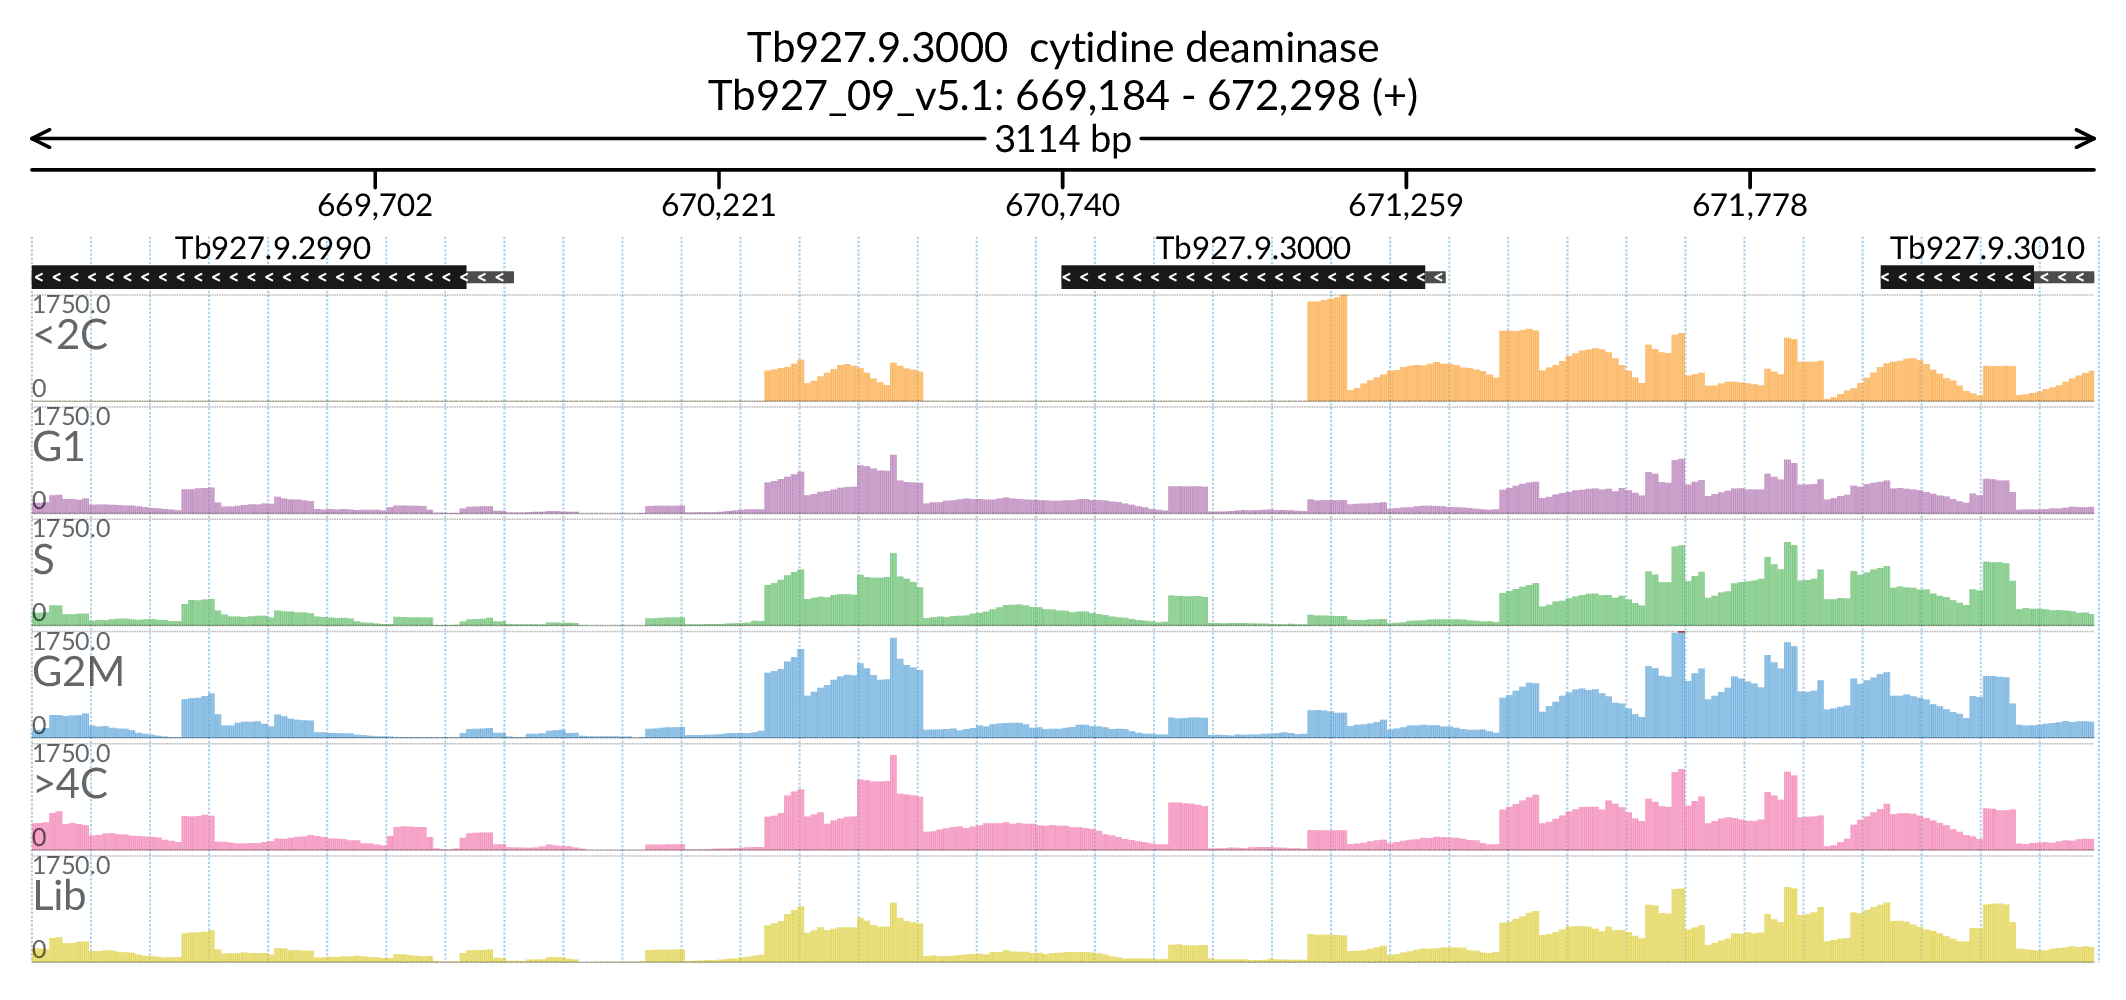 Tb927.9.3000  cytidine deaminase
Tb927_09_v5.1: 669,184 - 672,298 (+)
3114 bp
669,702 670,221 670,740 671,259 671,778
Tb927.9.2990 Tb927.9.3000 Tb927.9.3010
1750.0
<2C
0
1750.0
G1
0
1750.0
S
0
1750.0
G2M
0
1750.0
>4C
0
1750.0
Lib
0